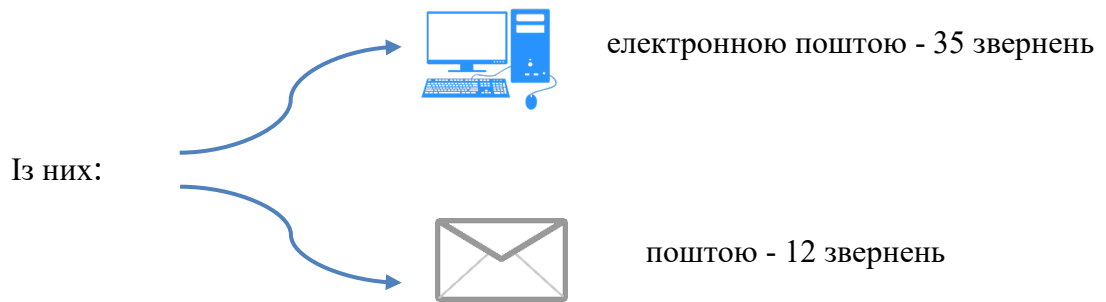 електронною поштою - 35 звернень
Із них:
поштою - 12 звернень